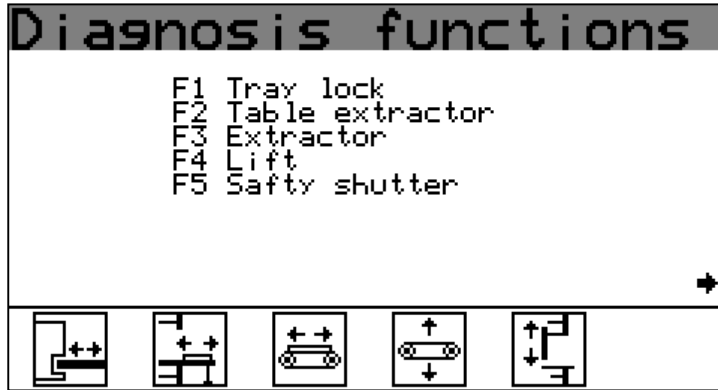 Diagnosis functions
F1 Tray lock
F2 Table extractor
F3 Extractor
F4 Lift
F5 Safty shutter